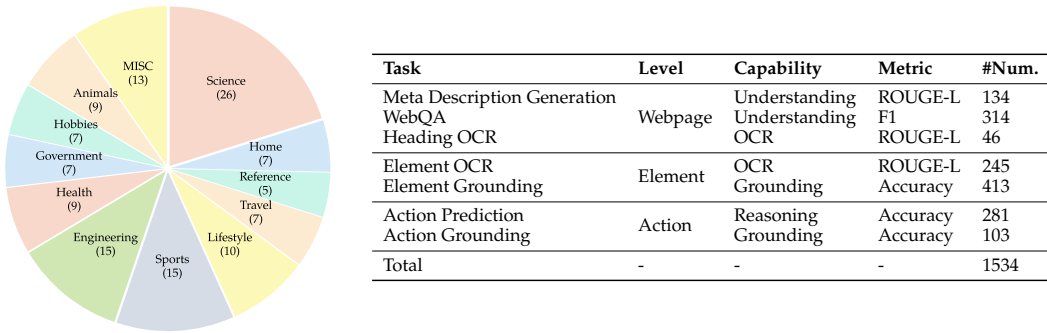 MISC
(13)
Science
(26)
Animals
(9)
Hobbies
(7)
Home
(7)
Government
(7)
Reference
(5)
Health
(9)
Travel
(7)
Engineering
(15)
Lifestyle
(10)
Sports
(15)
Task Level Capability Metric #Num.
Meta Description Generation Understanding ROUGE-L 134
WebQA Webpage Understanding F1 314
Heading OCR OCR ROUGE-L 46
Element OCR OCR ROUGE-L 245
Element
Element Grounding Grounding Accuracy 413
Action Prediction Reasoning Accuracy 281
Action
Action Grounding Grounding Accuracy 103
Total - - - 1534